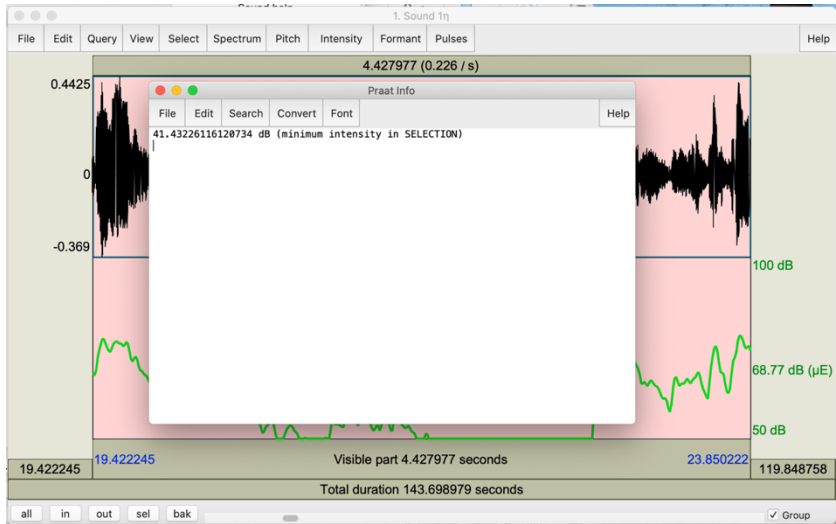 1. Sound 1η
File Edit Query View Select Spectrum Pitch Intensity Formant Pulses Help
4.427977 (0.226 / s)
0.4425
0
-0.369
Praat Info
File Edit Search Convert Font Help
41.43226116120734 dB (minimum intensity in SELECTION)
100 dB
68.77 dB (µE)
50 dB
19.422245 19.422245 Visible part 4.427977 seconds 23.850222 119.848758
Total duration 143.698979 seconds
all in out sel bak Group